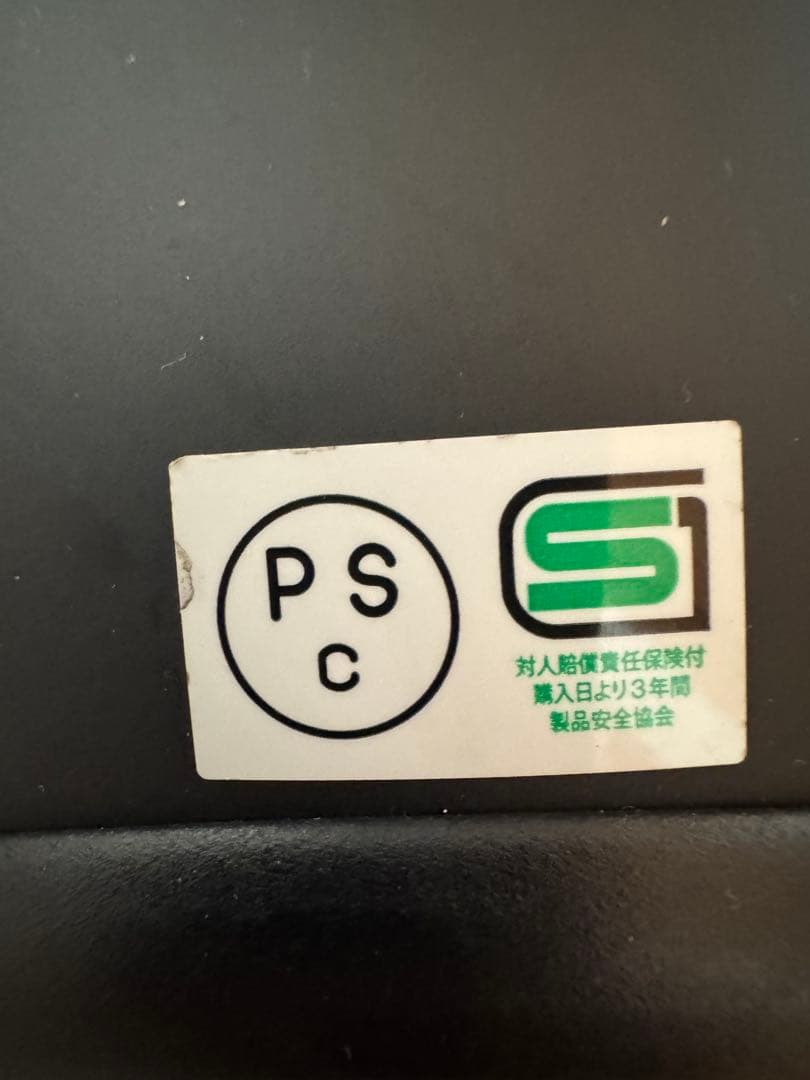 PS
C
SG
対人賠償責任保険付
購入日より3年間
製品安全協会